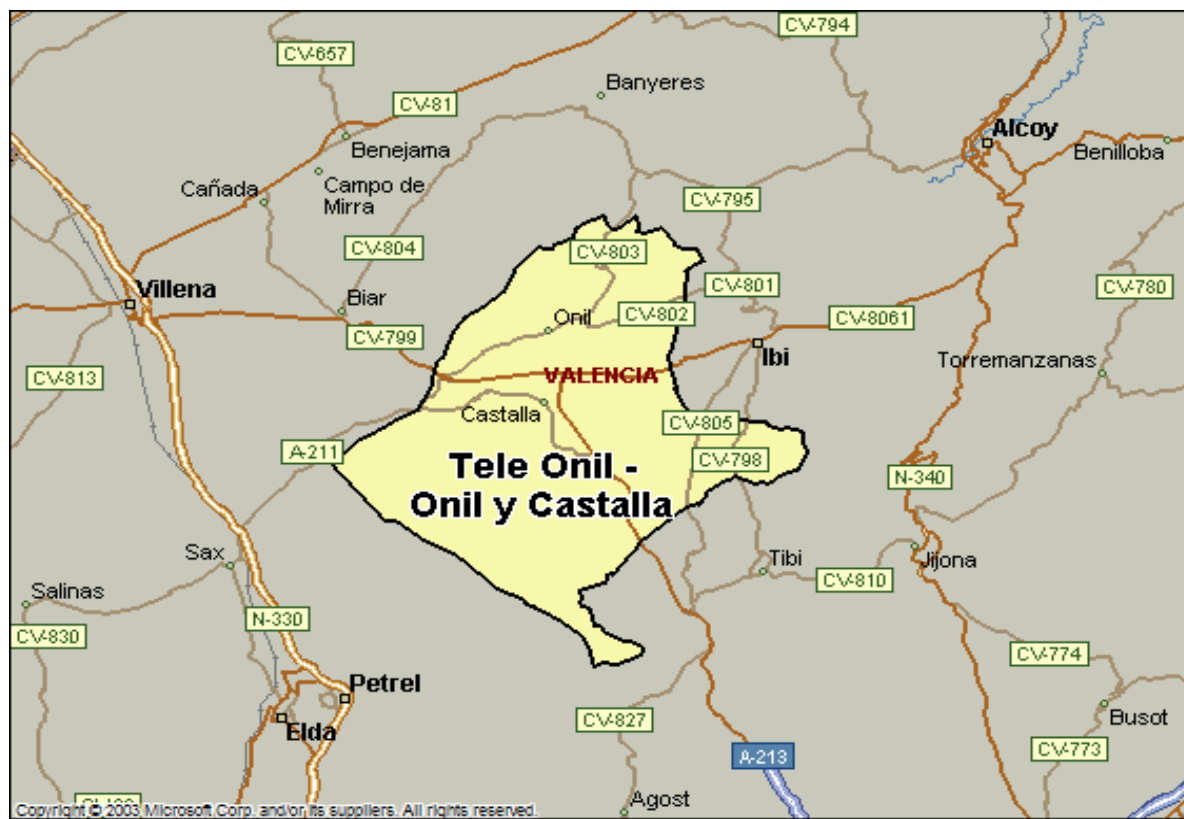 CV-794
CV-657
Banyeres
CV-81
Alcoy
Benejama
Benilloba
Campo de
Mirra
Cañada
CV-795
CV-804
CV-803
CV-801
CV-780
Villena
Biar
Onil
CV-802
CV-8061
CV-799
Ibi
Torremanzanas
CV-813
VALENCIA
Castalla
CV-805
A-211
CV-798
Tele Onil -
Onil y Castalla
N-340
Sax
Tibi
Jijona
CV-810
Salinas
N-330
CV-830
CV-774
Petrel
Elda
CV-827
Busot
CV-773
A-213
Agost
Copyright © 2003 Microsoft Corp. and/or its suppliers. All rights reserved.